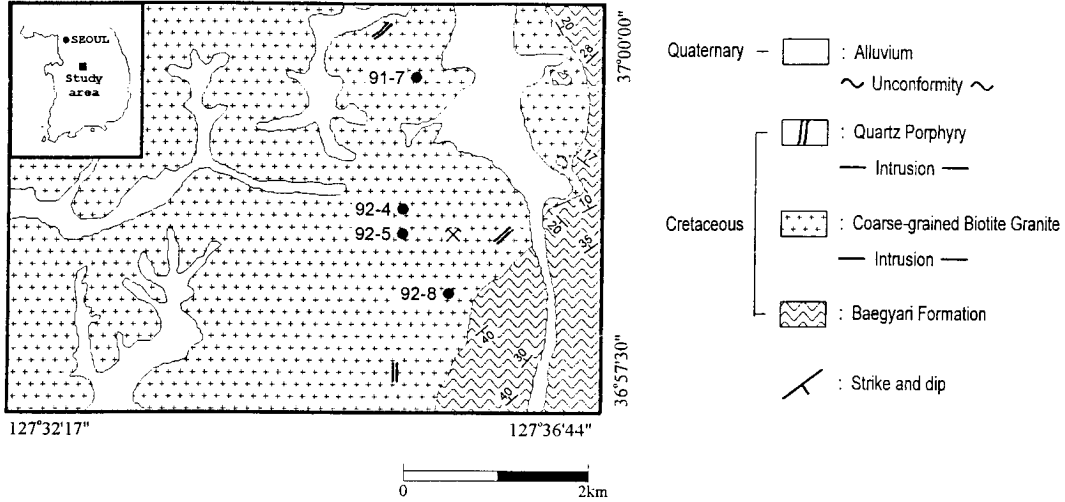 SEOUL
Study
area
91-7
92-4
92-5
92-8
20
28
17
10
20
35
40
30
40
37°00'00"
36°57'30"
127°32'17"
127°36'44"
0
2km
Quaternary
: Alluvium
Unconformity
: Quartz Porphyry
Intrusion
Cretaceous
: Coarse-grained Biotite Granite
Intrusion
: Baegyari Formation
: Strike and dip